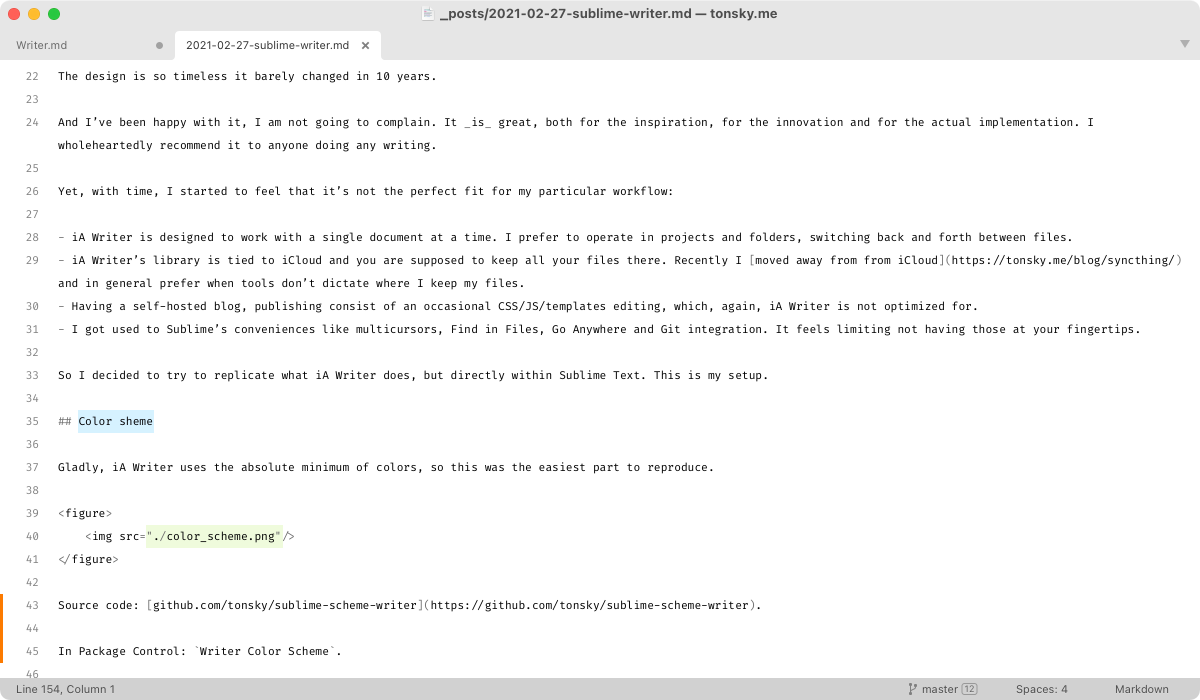 _posts/2021-02-27-sublime-writer.md — tonsky.me
Writer.md
2021-02-27-sublime-writer.md
22 The design is so timeless it barely changed in 10 years.
23
24 And I’ve been happy with it, I am not going to complain. It _is_ great, both for the inspiration, for the innovation and for the actual implementation. I
wholeheartedly recommend it to anyone doing any writing.
25
26 Yet, with time, I started to feel that it’s not the perfect fit for my particular workflow:
27
28 - iA Writer is designed to work with a single document at a time. I prefer to operate in projects and folders, switching back and forth between files.
29 - iA Writer’s library is tied to iCloud and you are supposed to keep all your files there. Recently I [moved away from from iCloud](https://tonsky.me/blog/syncthing/)
and in general prefer when tools don’t dictate where I keep my files.
30 - Having a self-hosted blog, publishing consist of an occasional CSS/JS/templates editing, which, again, iA Writer is not optimized for.
31 - I got used to Sublime’s conveniences like multicursors, Find in Files, Go Anywhere and Git integration. It feels limiting not having those at your fingertips.
32
33 So I decided to try to replicate what iA Writer does, but directly within Sublime Text. This is my setup.
34
35 ## Color sheme
36
37 Gladly, iA Writer uses the absolute minimum of colors, so this was the easiest part to reproduce.
38
39 <figure>
40     <img src="./color_scheme.png"/>
41 </figure>
42
43 Source code: [github.com/tonsky/sublime-scheme-writer](https://github.com/tonsky/sublime-scheme-writer).
44
45 In Package Control: `Writer Color Scheme`.
46
Line 154, Column 1 master 12 Spaces: 4 Markdown